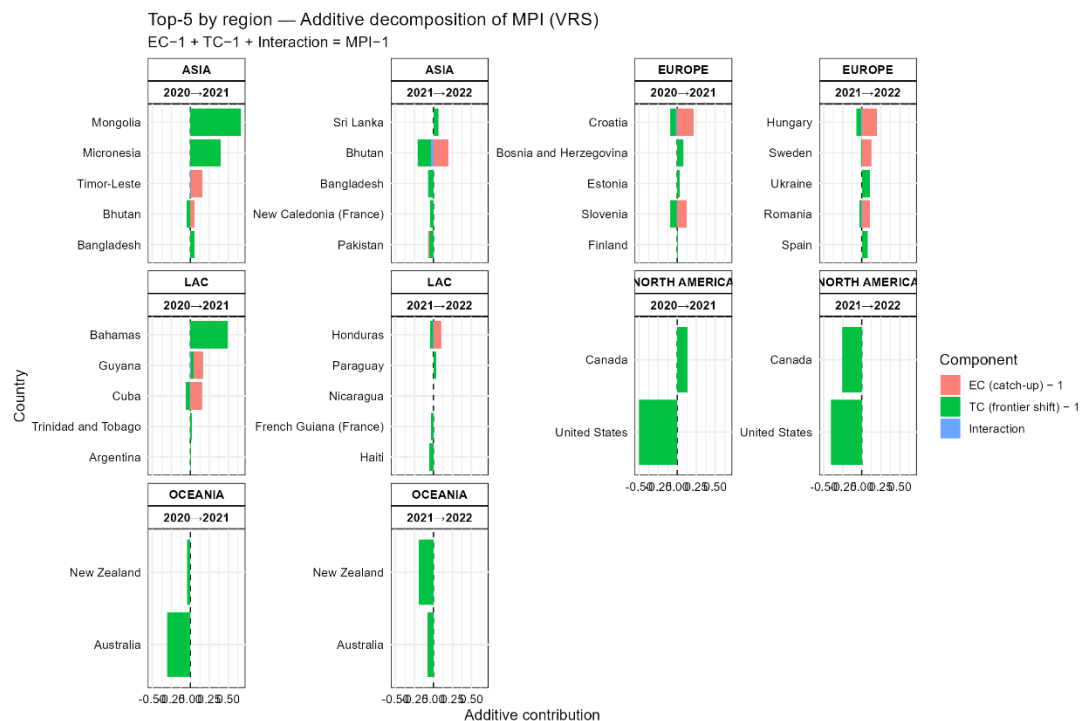 Top-5 by region — Additive decomposition of MPI (VRS)
EC−1 + TC−1 + Interaction = MPI−1
ASIA
2020→2021
Mongolia
Micronesia
Timor-Leste
Bhutan
Bangladesh
ASIA
2021→2022
Sri Lanka
Bhutan
Bangladesh
New Caledonia (France)
Pakistan
EUROPE
2020→2021
Croatia
Bosnia and Herzegovina
Estonia
Slovenia
Finland
EUROPE
2021→2022
Hungary
Sweden
Ukraine
Romania
Spain
LAC
2020→2021
Bahamas
Guyana
Cuba
Trinidad and Tobago
Argentina
LAC
2021→2022
Honduras
Paraguay
Nicaragua
French Guiana (France)
Haiti
NORTH AMERICA
2020→2021
Canada
United States
-0.50 -0.25 0.00 0.25 0.50
NORTH AMERICA
2021→2022
Canada
United States
-0.50 -0.25 0.00 0.25 0.50
OCEANIA
2020→2021
New Zealand
Australia
-0.50 -0.25 0.00 0.25 0.50
OCEANIA
2021→2022
New Zealand
Australia
-0.50 -0.25 0.00 0.25 0.50
Country
Additive contribution
Component
EC (catch-up) − 1
TC (frontier shift) − 1
Interaction